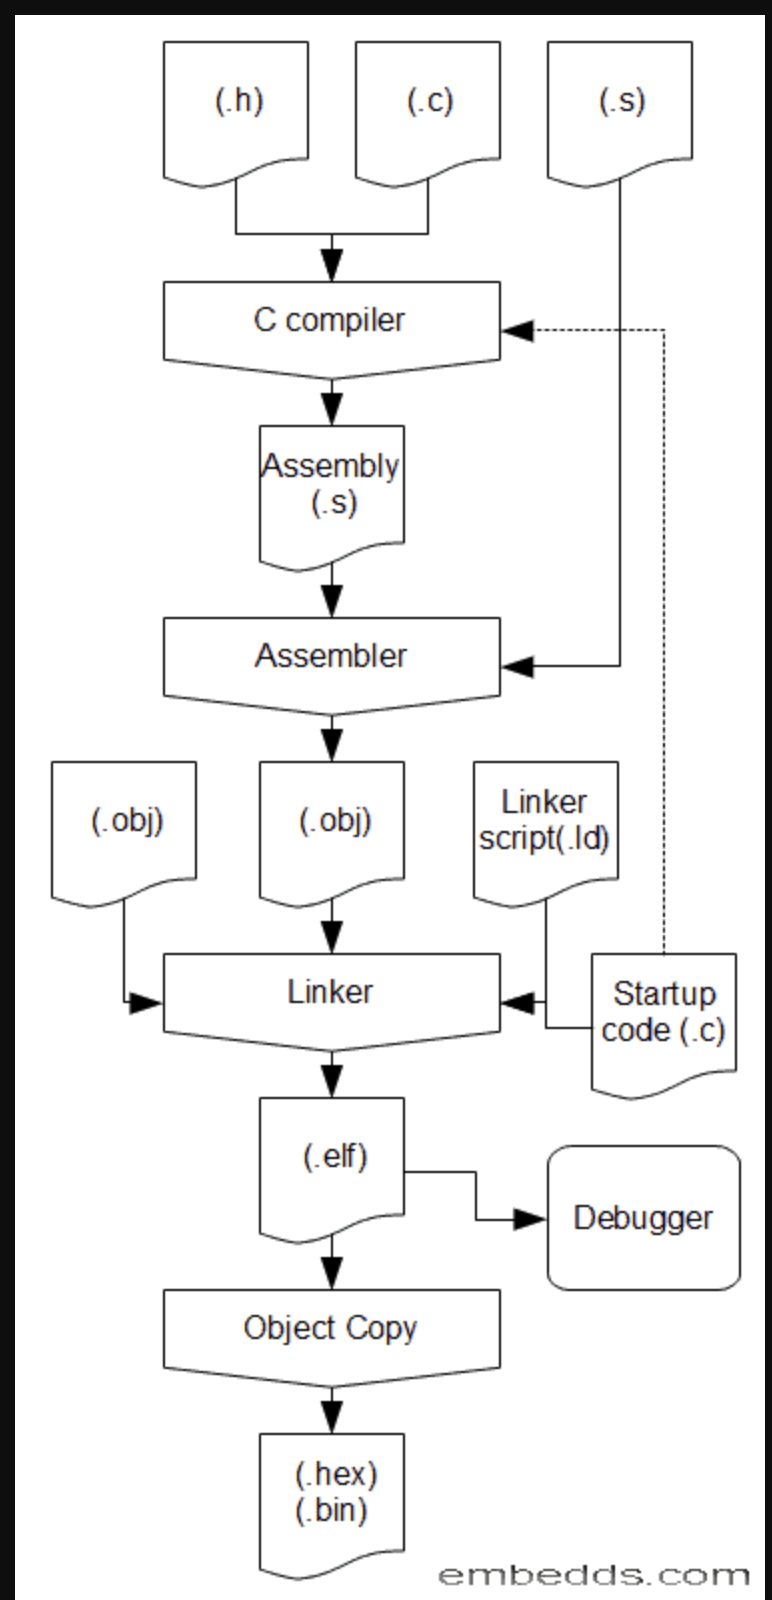 (.h)
(.c)
(.s)
C compiler
Assembly
(.s)
Assembler
(.obj)
(.obj)
Linker
script(.ld)
Linker
Startup
code (.c)
(.elf)
Debugger
Object Copy
(.hex)
(.bin)
embedds.com